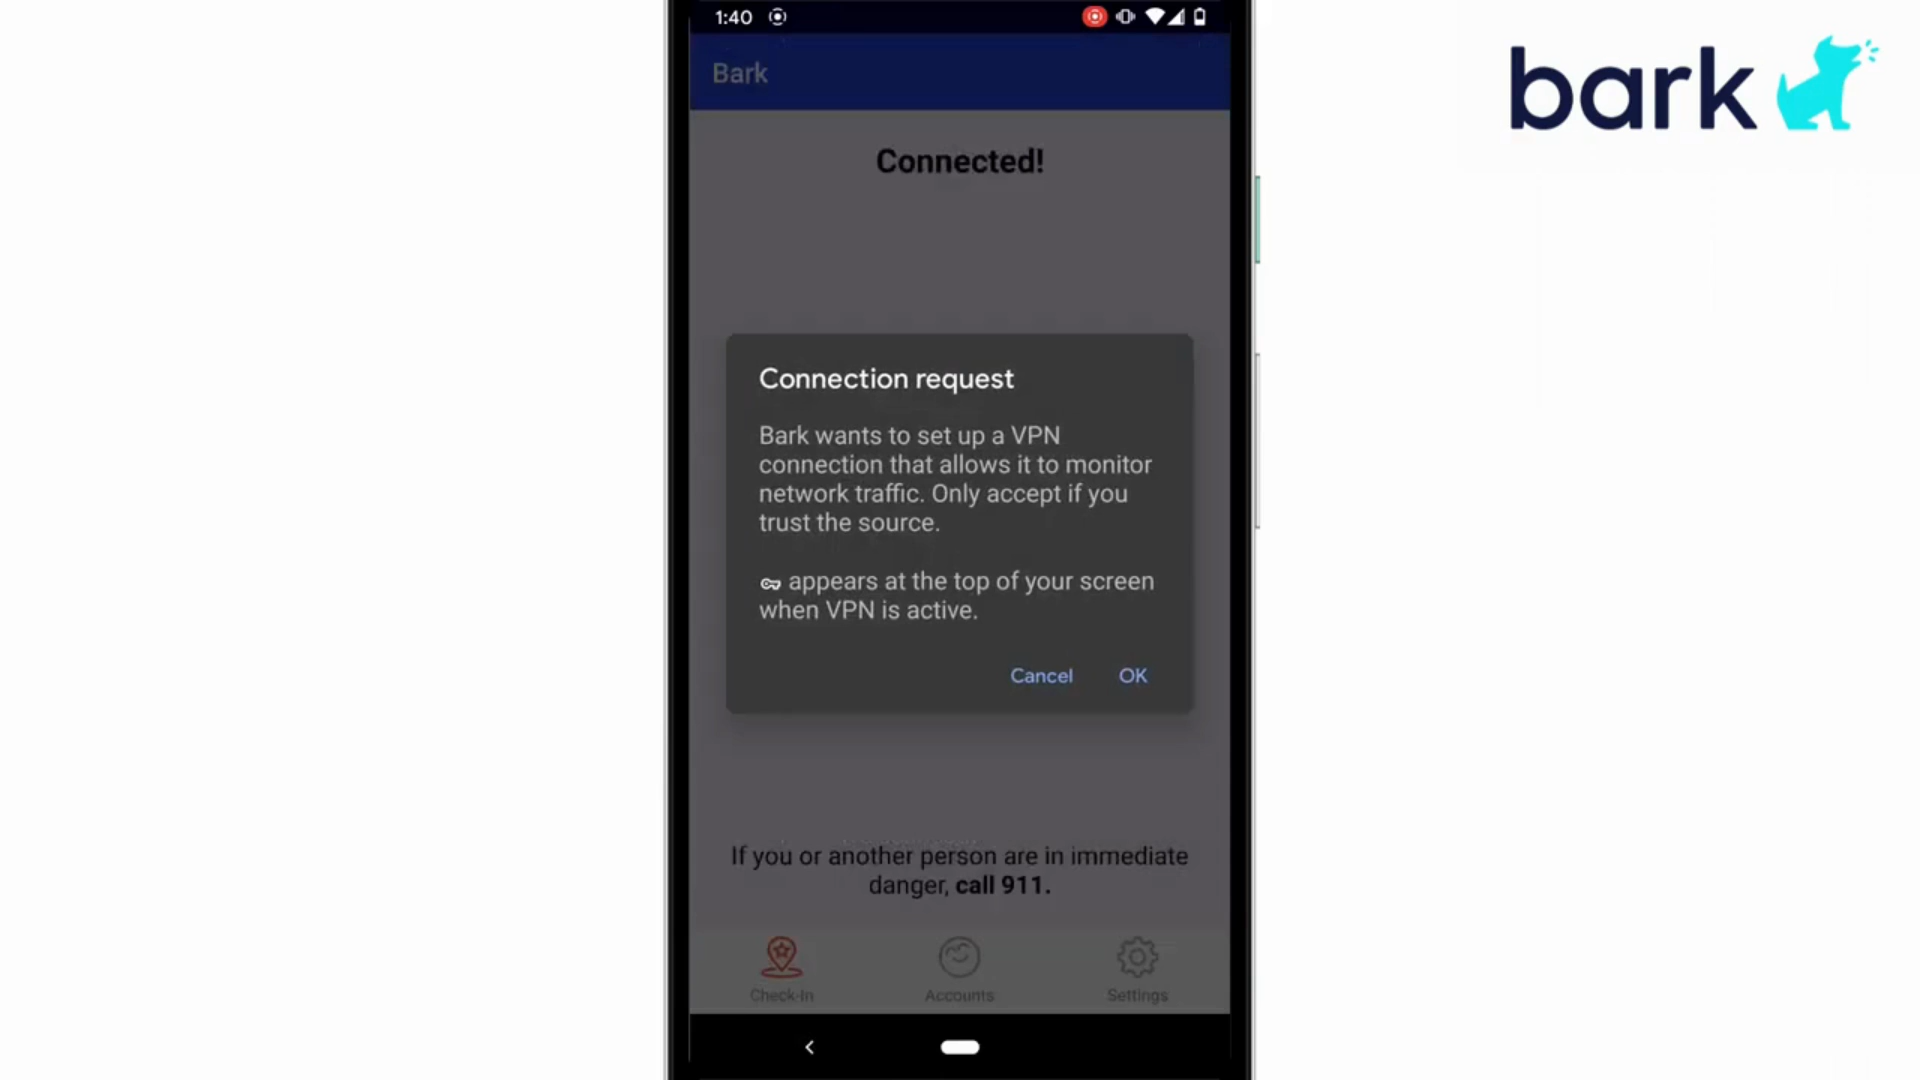 1:40
bark
Bark
Connected!
Connection request
Bark wants to set up a VPN
connection that allows it to monitor
network traffic. Only accept if you
trust the source.
appears at the top of your screen
when VPN is active.
Cancel OK
If you or another person are in immediate
danger, call 911.
Check-In Accounts Settings